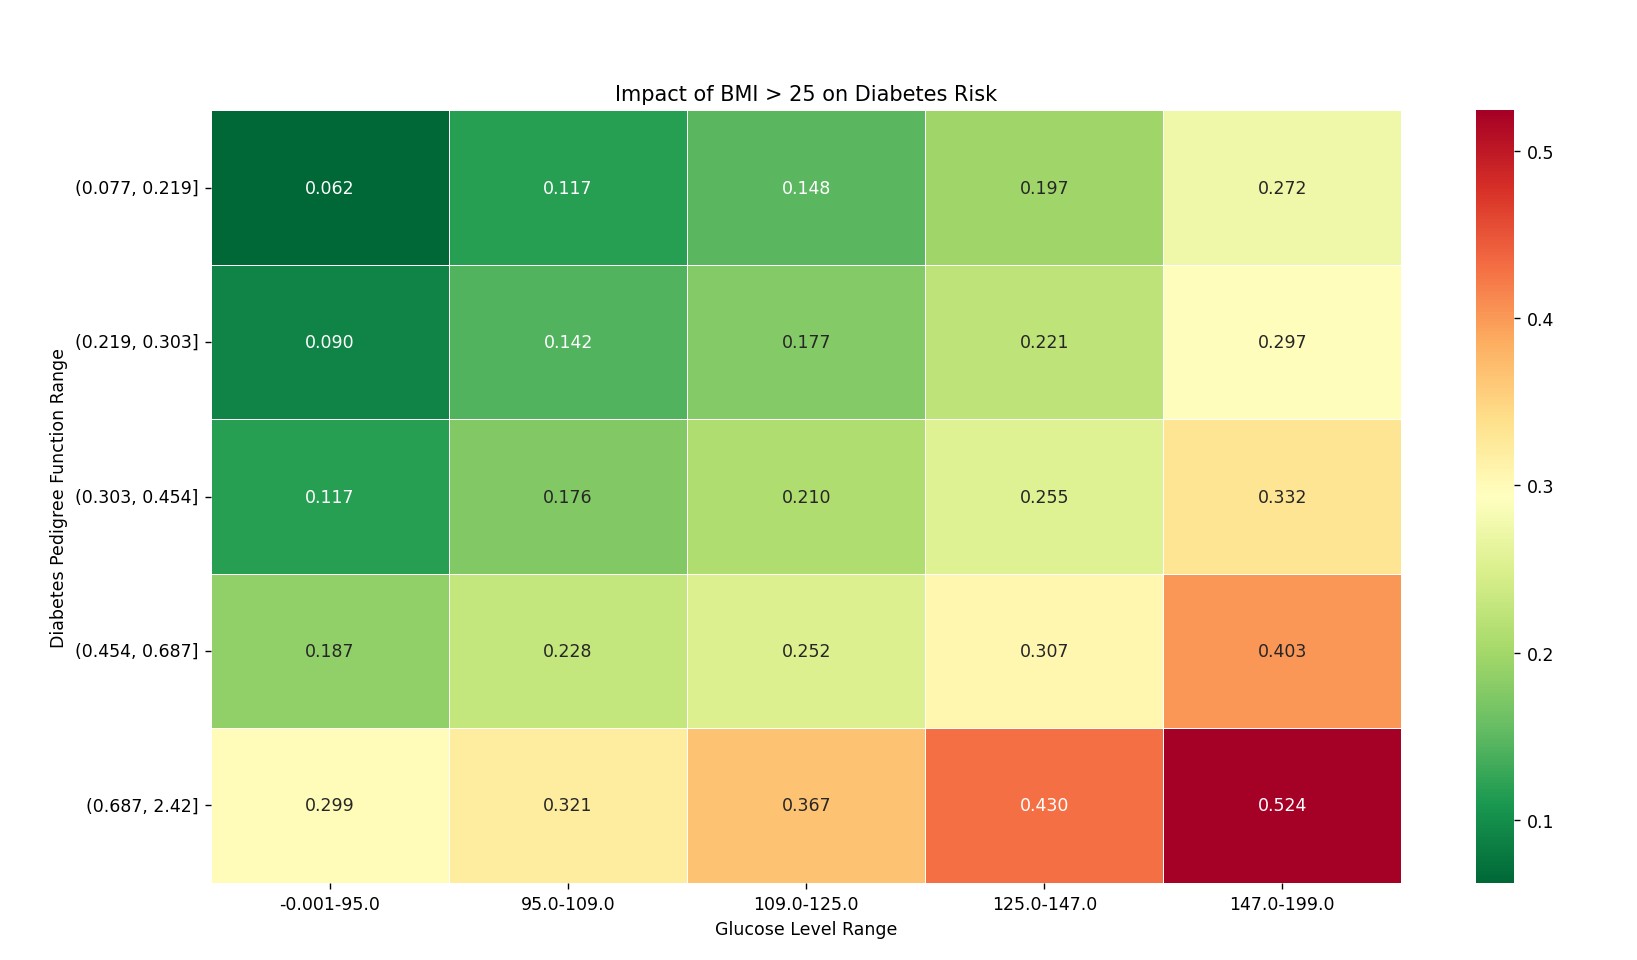 Impact of BMI > 25 on Diabetes Risk
Diabetes Pedigree Function Range
(0.077, 0.219] 0.062 0.117 0.148 0.197 0.272
(0.219, 0.303] 0.090 0.142 0.177 0.221 0.297
(0.303, 0.454] 0.117 0.176 0.210 0.255 0.332
(0.454, 0.687] 0.187 0.228 0.252 0.307 0.403
(0.687, 2.42] 0.299 0.321 0.367 0.430 0.524
-0.001-95.0 95.0-109.0 109.0-125.0 125.0-147.0 147.0-199.0
Glucose Level Range
0.5
0.4
0.3
0.2
0.1